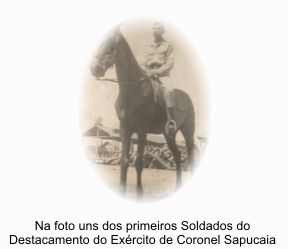 Na foto uns dos primeiros Soldados do
Destacamento do Exército de Coronel Sapucaia